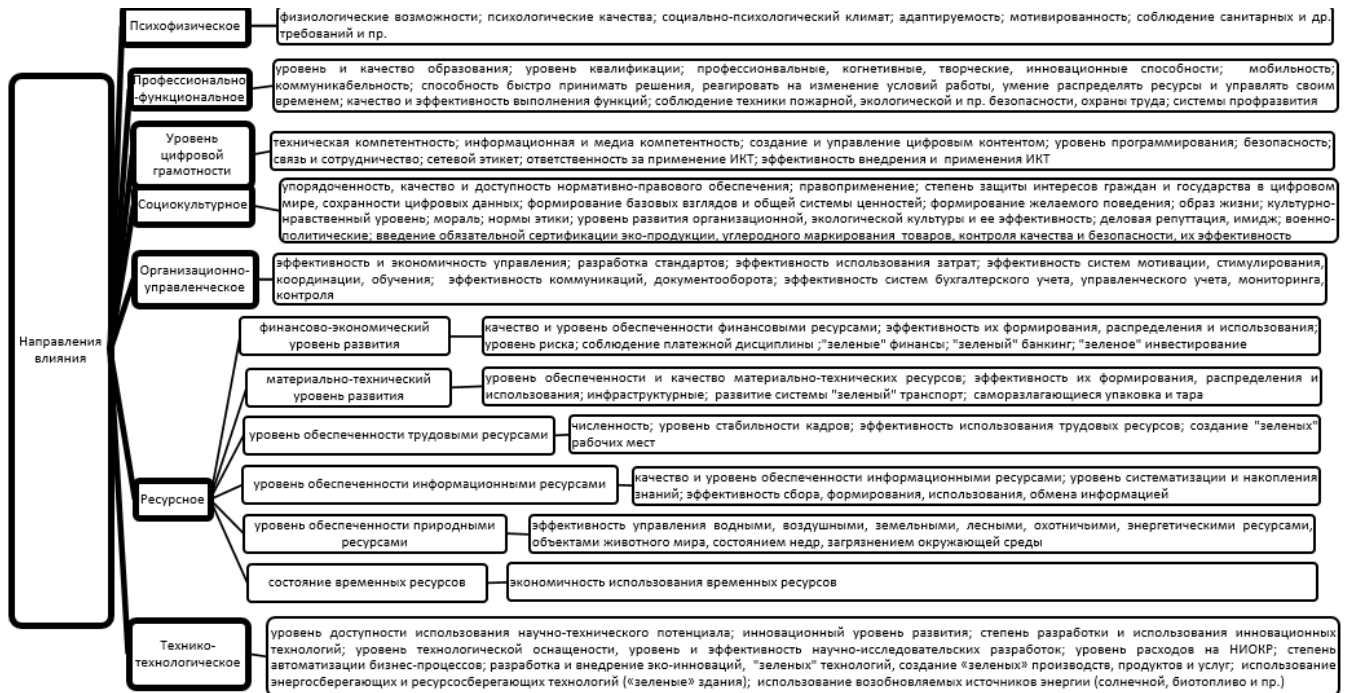 Направления
влияния
Психофизическое
физиологические возможности; психологические качества; социально-психологический климат; адаптируемость; мотивированность; соблюдение санитарных и др.
требований и пр.
Профессионально
-функциональное
уровень и качество образования; уровень квалификации; профессионвальные, когнетивные, творческие, инновационные способности; мобильность;
коммуникабельность; способность быстро принимать решения, реагировать на изменение условий работы, умение распределять ресурсы и управлять своим
временем; качество и эффективность выполнения функций; соблюдение техники пожарной, экологической и пр. безопасности, охраны труда; системы профразвития
Уровень
цифровой
грамотности
техническая компетентность; информационная и медиа компетентность; создание и управление цифровым контентом; уровень программирования; безопасность;
связь и сотрудничество; сетевой этикет; ответственность за применение ИКТ; эффективность внедрения и применения ИКТ
Социокультурное
упорядоченность, качество и доступность нормативно-правового обеспечения; правоприменение; степень защиты интересов граждан и государства в цифровом
мире, сохранности цифровых данных; формирование базовых взглядов и общей системы ценностей; формирование желаемого поведения; образ жизни; культурно-
нравственный уровень; мораль; нормы этики; уровень развития организационной, экологической культуры и ее эффективность; деловая репуттация, имидж; военно-
политические; введение обязательной сертификации эко-продукции, углеродного маркирования товаров, контроля качества и безопасности, их эффективность
Организационно-
управленческое
эффективность и экономичность управления; разработка стандартов; эффективность использования затрат; эффективность систем мотивации, стимулирования,
координации, обучения; эффективность коммуникаций, документооборота; эффективность систем бухгалтерского учета, управленческого учета, мониторинга,
контроля
Ресурсное
финансово-экономический
уровень развития
качество и уровень обеспеченности финансовыми ресурсами; эффективность их формирования, распределения и использования;
уровень риска; соблюдение платежной дисциплины ;"зеленые" финансы; "зеленый" банкинг; "зеленое" инвестирование
материально-технический
уровень развития
уровень обеспеченности и качество материально-технических ресурсов; эффективность их формирования, распределения и
использования; инфраструктурные; развитие системы "зеленый" транспорт; саморазлагающиеся упаковка и тара
уровень обеспеченности трудовыми ресурсами
численность; уровень стабильности кадров; эффективность использования трудовых ресурсов; создание "зеленых"
рабочих мест
уровень обеспеченности информационными ресурсами
качество и уровень обеспеченности информационными ресурсами; уровень систематизации и накопления
знаний; эффективность сбора, формирования, использования, обмена информацией
уровень обеспеченности природными
ресурсами
эффективность управления водными, воздушными, земельными, лесными, охотничьими, энергетическими ресурсами,
объектами животного мира, состоянием недр, загрязнением окружающей среды
состояние временных ресурсов
экономичность использования временных ресурсов
Технико-
технологическое
уровень доступности использования научно-технического потенциала; инновационный уровень развития; степень разработки и использования инновационных
технологий; уровень технологической оснащености, уровень и эффективность научно-исследовательских разработок; уровень расходов на НИОКР; степень
автоматизации бизнес-процессов; разработка и внедрение эко-инноваций, "зеленых" технологий, создание «зеленых» производств, продуктов и услуг; использование
энергосберегающих и ресурсосберегающих технологий («зеленые» здания); использование возобновляемых источников энергии (солнечной, биотопливо и пр.)